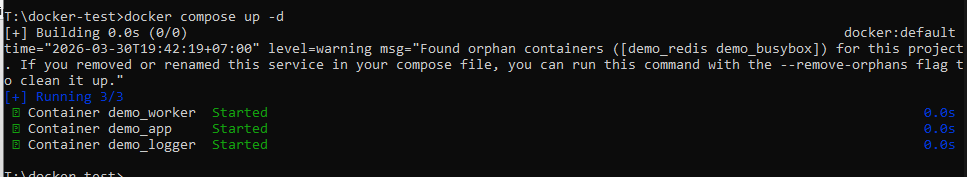 T:\docker-test>docker compose up -d
[+] Building 0.0s (0/0) docker:default
time="2026-03-30T19:42:19+07:00" level=warning msg="Found orphan containers ([demo_redis demo_busybox]) for this project
. If you removed or renamed this service in your compose file, you can run this command with the --remove-orphans flag t
o clean it up."
[+] Running 3/3
Container demo_worker Started 0.0s
Container demo_app Started 0.0s
Container demo_logger Started 0.0s
T:\docker-test>